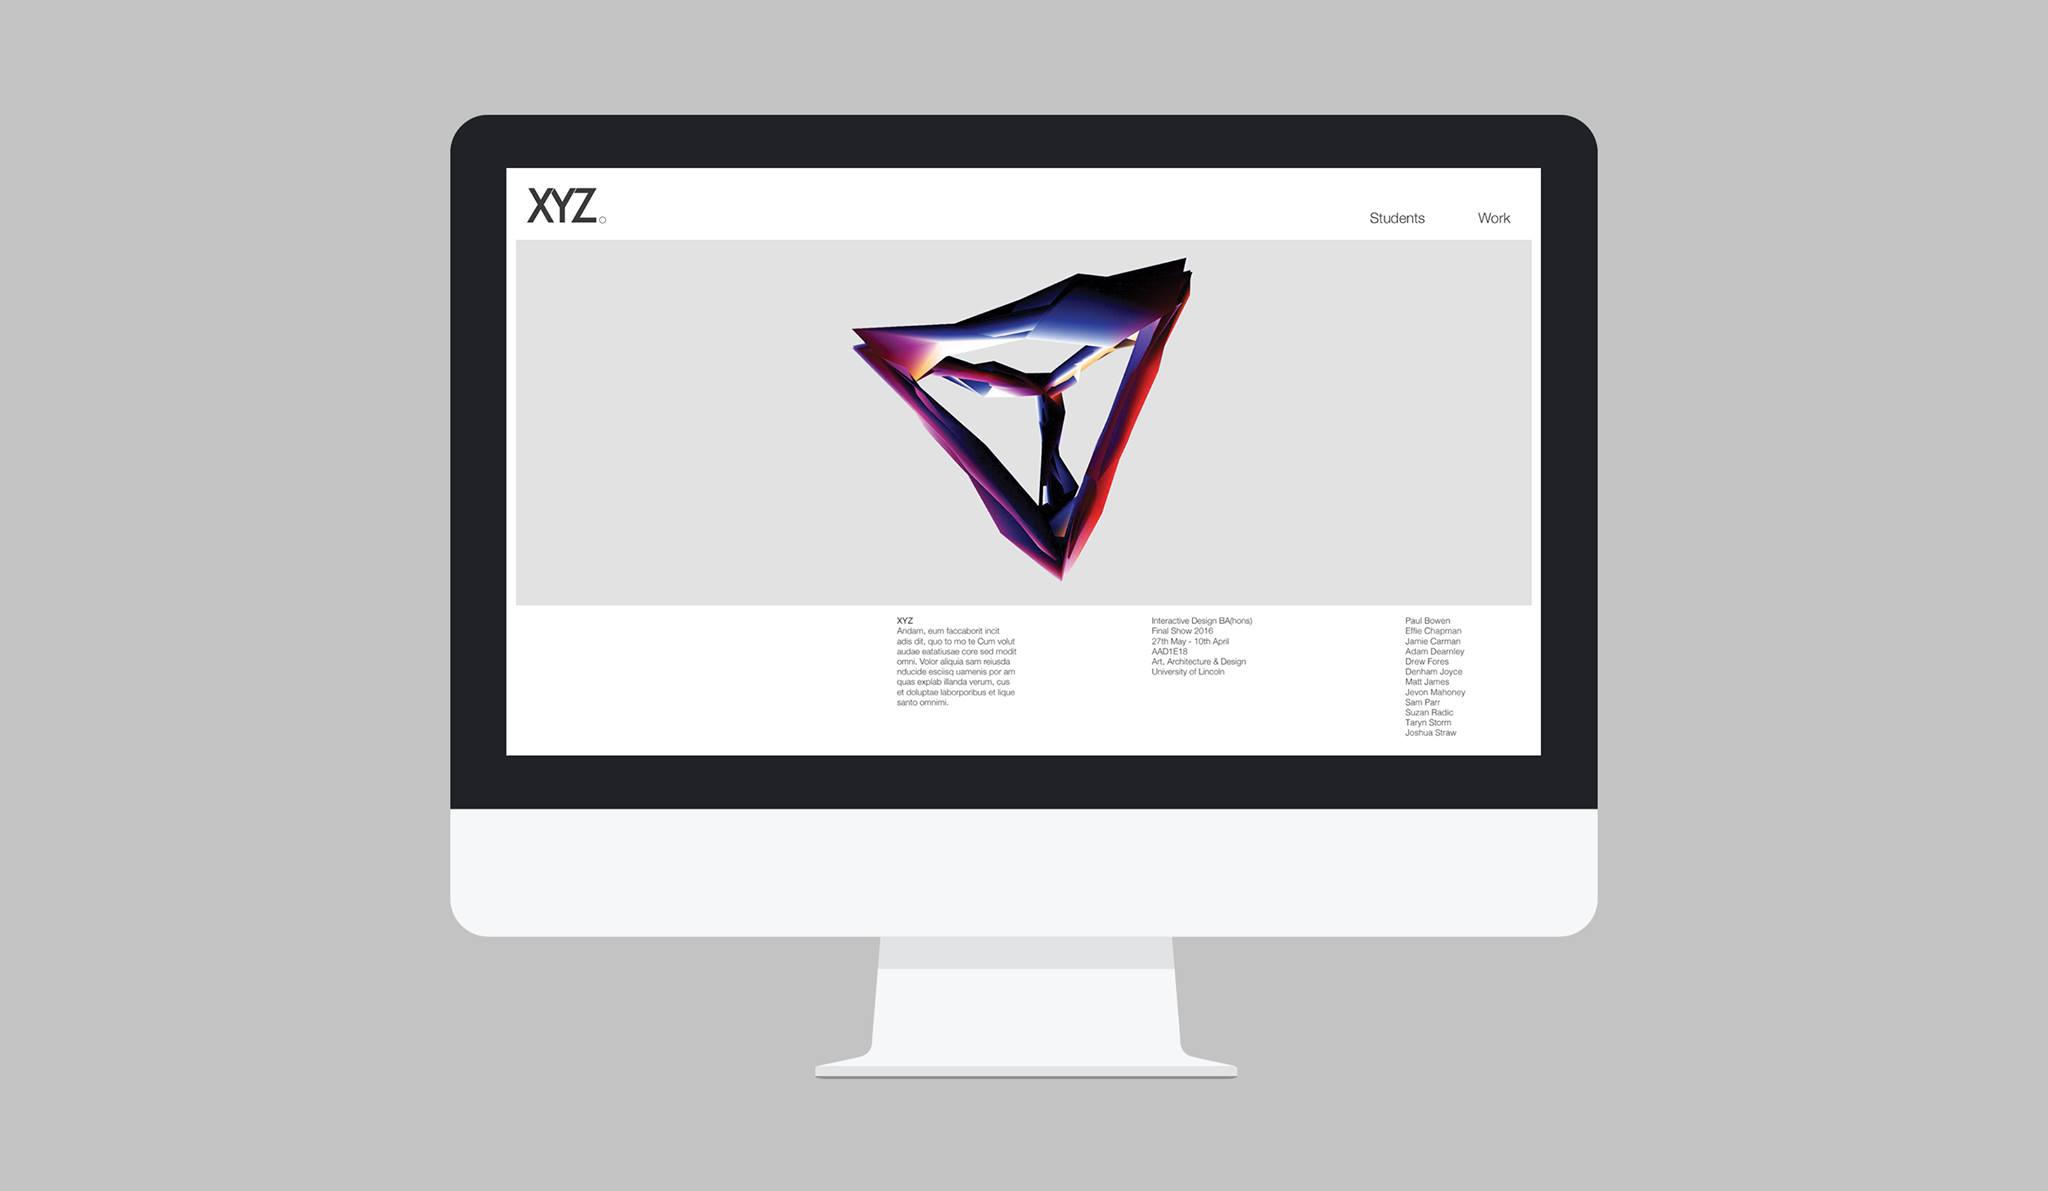 XYZ
Students
Work
XYZ
Andam, eum faccaborit incit
adis dit, quo to mo te Cum volut
audae eatatiusae core sed modit
omni. Volor aliquia sam reiusda
nducide esciisq uamenis por am
quas explab illanda verum, cus
et doluptae laborporibus et lique
santo omnimi.
Interactive Design BA(hons)
Final Show 2016
27th May - 10th April
AAD1E18
Art, Architecture & Design
University of Lincoln
Paul Bowen
Effie Chapman
Jamie Carman
Adam Dearnley
Drew Fores
Denham Joyce
Matt James
Jevon Mahoney
Sam Parr
Suzan Radic
Taryn Storm
Joshua Straw